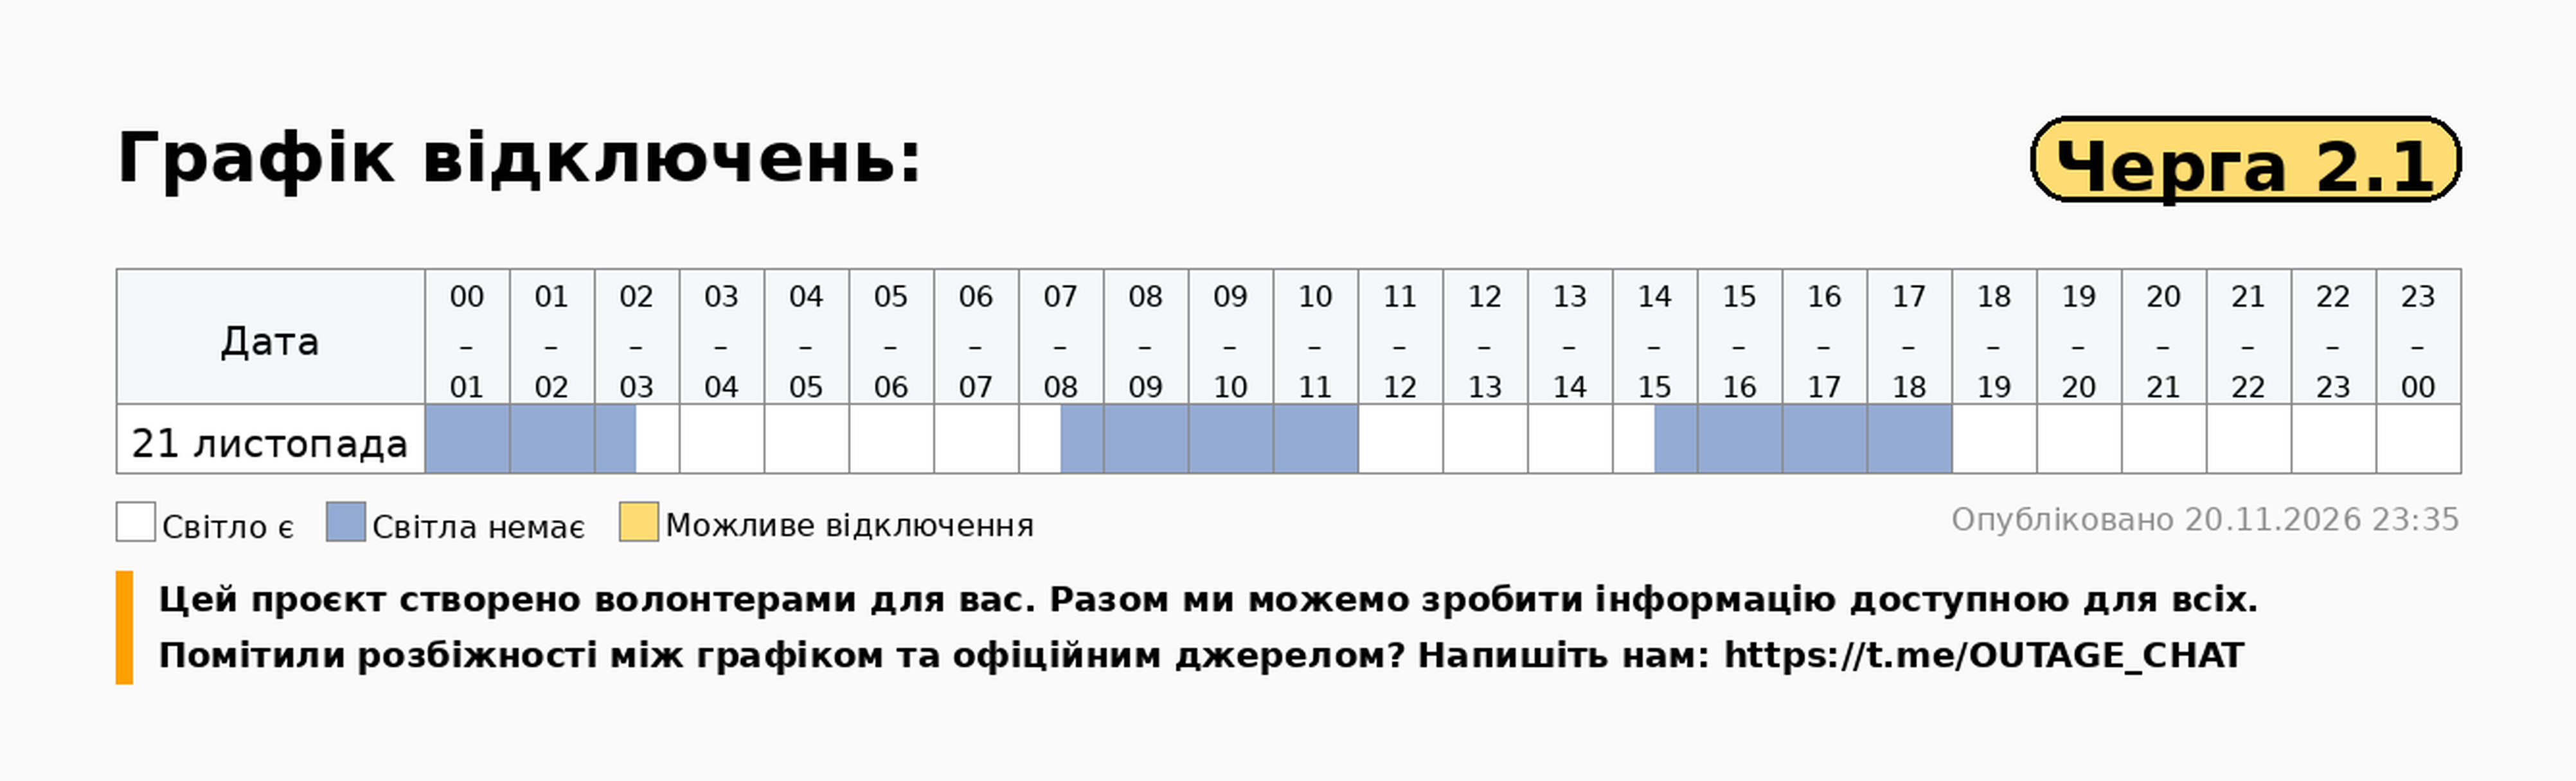 Графік відключень:
Черга 2.1
Дата
00 – 01
01 – 02
02 – 03
03 – 04
04 – 05
05 – 06
06 – 07
07 – 08
08 – 09
09 – 10
10 – 11
11 – 12
12 – 13
13 – 14
14 – 15
15 – 16
16 – 17
17 – 18
18 – 19
19 – 20
20 – 21
21 – 22
22 – 23
23 – 00
21 листопада
Світло є
Світла немає
Можливе відключення
Опубліковано 20.11.2026 23:35
Цей проєкт створено волонтерами для вас. Разом ми можемо зробити інформацію доступною для всіх.
Помітили розбіжності між графіком та офіційним джерелом? Напишіть нам: https://t.me/OUTAGE_CHAT